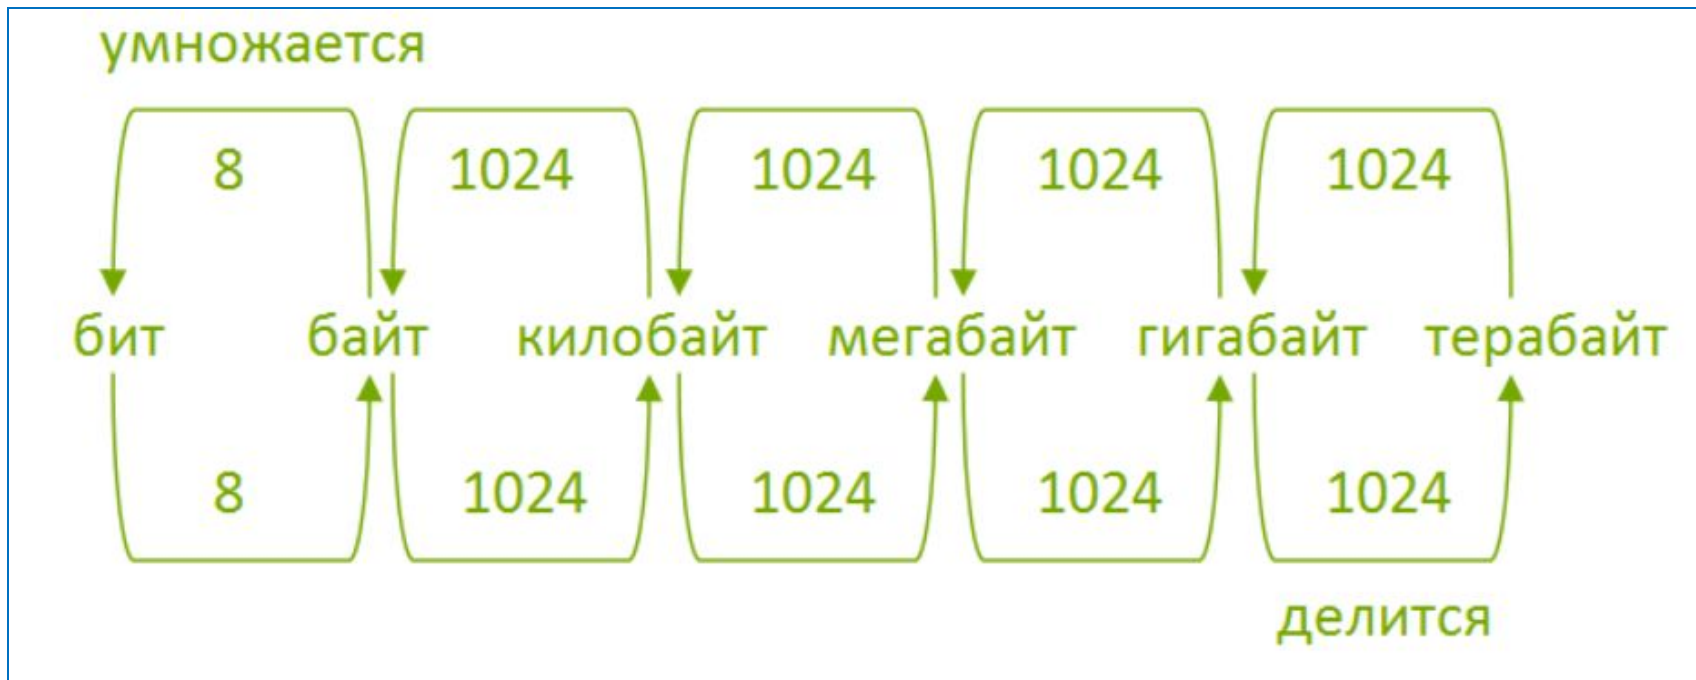 умножается
8 1024 1024 1024 1024
бит байт килобайт мегабайт гигабайт терабайт
8 1024 1024 1024 1024
делится